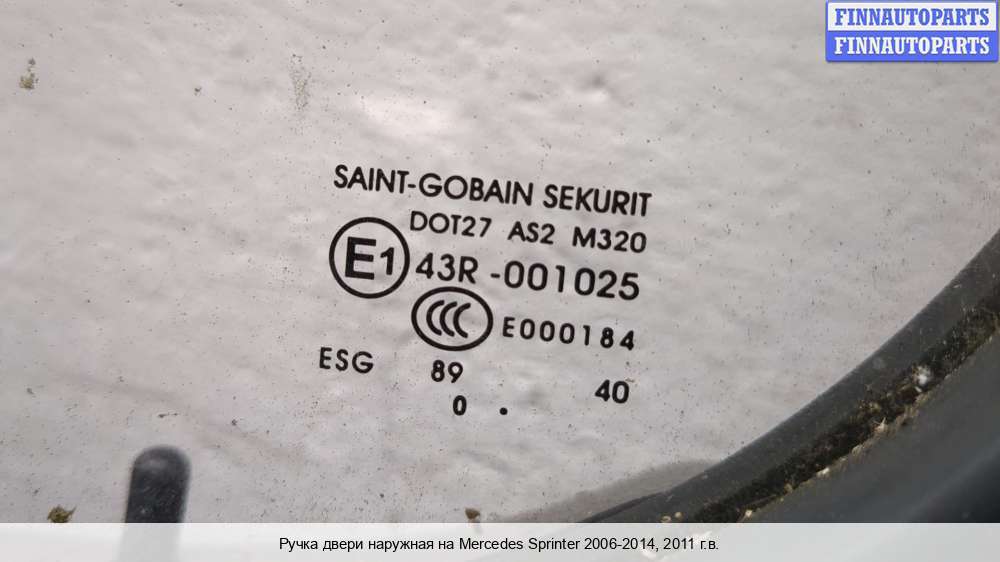 FINNAUTOPARTS
FINNAUTOPARTS
SAINT-GOBAIN SEKURIT
DOT27 AS2 M320
E1 43R -001025
CCC E000184
ESG 89 40
0 .
Ручка двери наружная на Mercedes Sprinter 2006-2014, 2011 г.в.